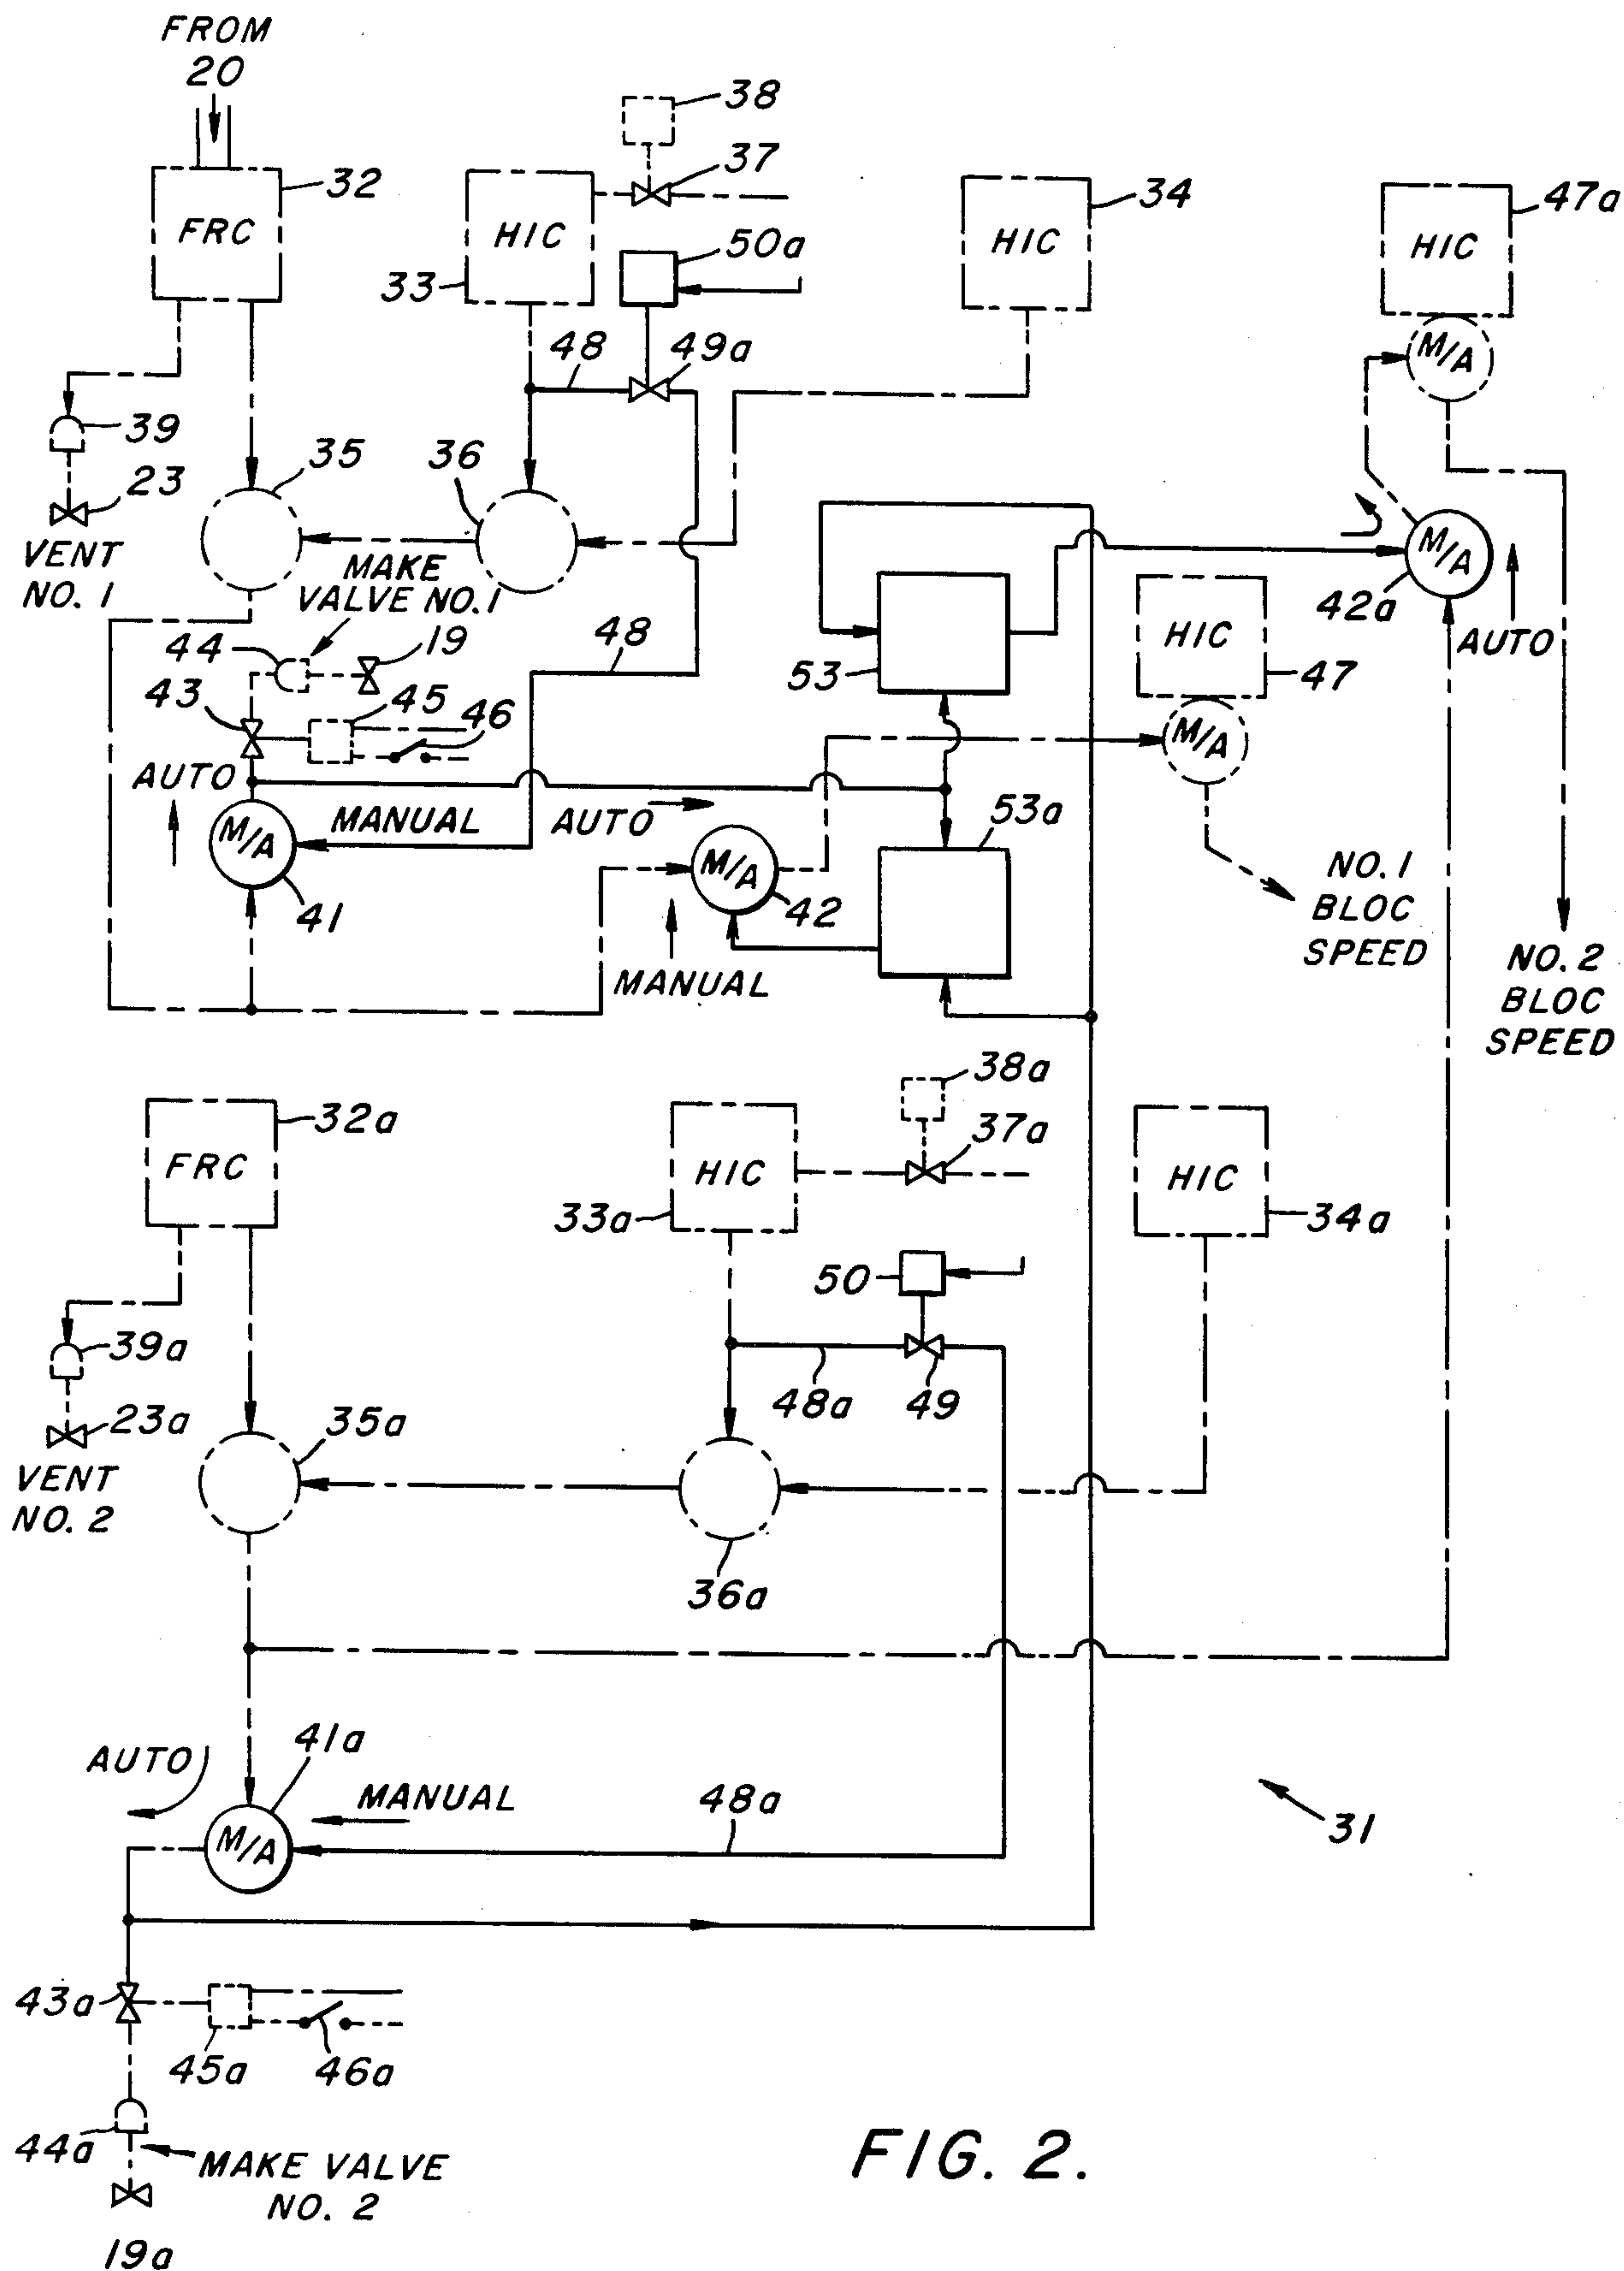 FROM
20
38
37
32
FRC
HIC
33
50a
34
HIC
47a
HIC
M/A
48
49a
39
35
36
23
VENT
NO. 1
MAKE
VALVE NO. 1
44
19
48
43
45
46
53
HIC
47
M/A
M/A
42a
AUTO
AUTO
M/A
MANUAL
41
AUTO
M/A
42
MANUAL
53a
NO. 1
BLOC
SPEED
NO. 2
BLOC
SPEED
38a
37a
32a
FRC
HIC
33a
HIC
34a
50
39a
48a
49
23a
35a
VENT
NO. 2
36a
41a
AUTO
MANUAL
48a
M/A
31
43a
45a
46a
44a
MAKE VALVE
NO. 2
19a
FIG. 2.